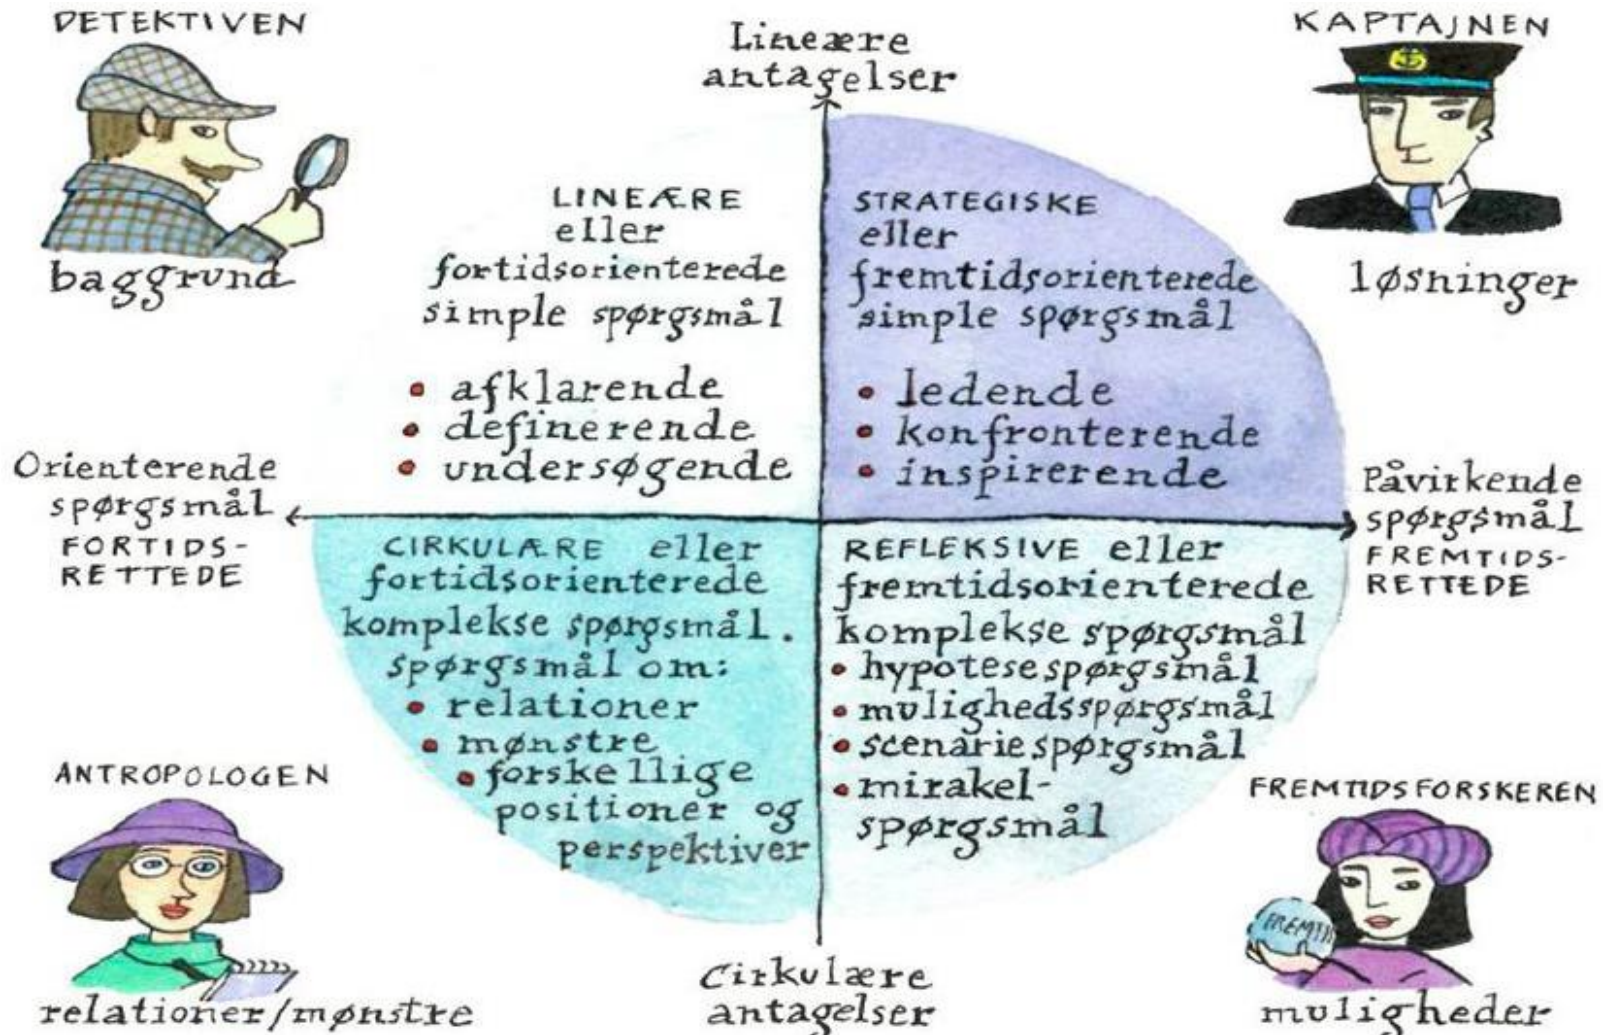 DETEKTIVEN
baggrund
Lineære
antagelser
KAPTAJNEN
løsninger
LINEÆRE
eller
fortidsorienterede
simple spørgsmål
• afklarende
• definerende
• undersøgende
STRATEGISKE
eller
fremtidsorienterede
simple spørgsmål
• ledende
• konfronterende
• inspirerende
Orienterende
spørgsmål
FORTIDS-
RETTEDE
Påvirkende
spørgsmål
FREMTIDS-
RETTEDE
CIRKULÆRE eller
fortidsorienterede
komplekse spørgsmål.
spørgsmål om:
• relationer
• mønstre
• forskellige
positioner og
perspektiver
REFLEKSIVE eller
fremtidsorienterede
komplekse spørgsmål
• hypotesespørgsmål
• mulighedsspørgsmål
• scenariespørgsmål
• mirakel-
spørgsmål
ANTROPOLOGEN
relationer/mønstre
Cirkulære
antagelser
FREMTIDSFORSKEREN
FREMTI
muligheder